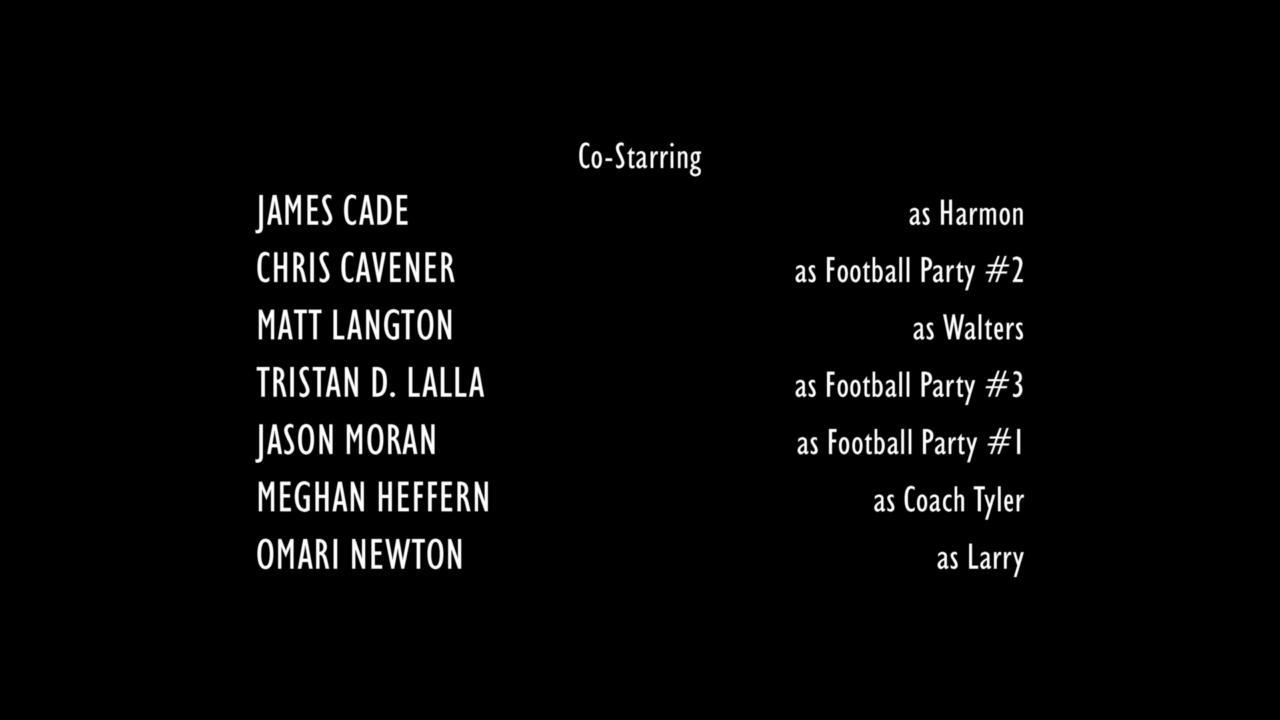 Co-Starring
JAMES CADE as Harmon
CHRIS CAVENER as Football Party #2
MATT LANGTON as Walters
TRISTAN D. LALLA as Football Party #3
JASON MORAN as Football Party #1
MEGHAN HEFFERN as Coach Tyler
OMARI NEWTON as Larry